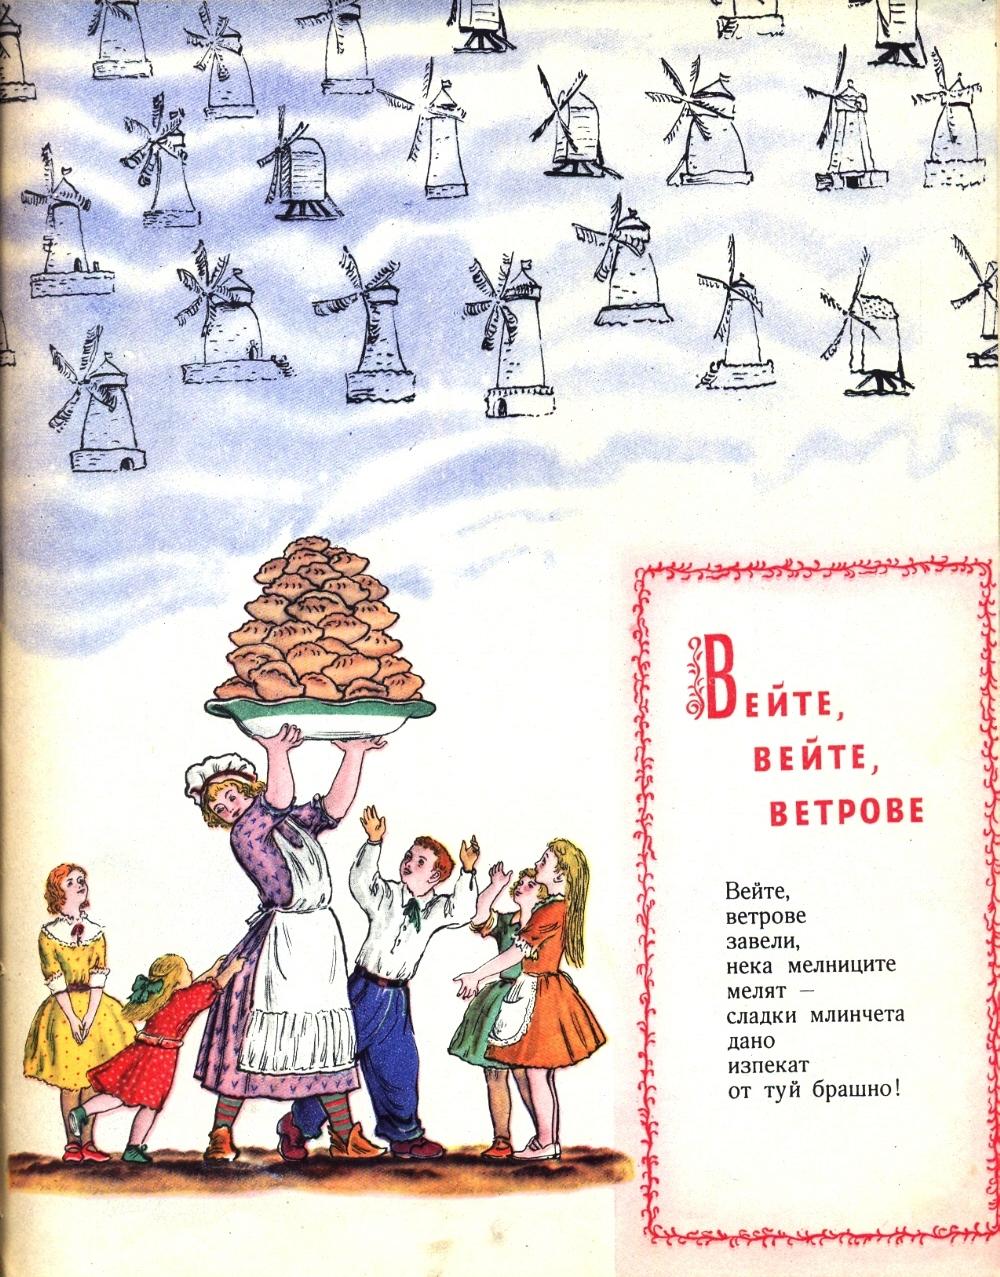 ВЕЙТЕ,
ВЕЙТЕ,
ВЕТРОВЕ
Вейте,
ветрове
завели,
нека мелниците
мелят —
сладки млинчета
дано
изпекат
от туй брашно!